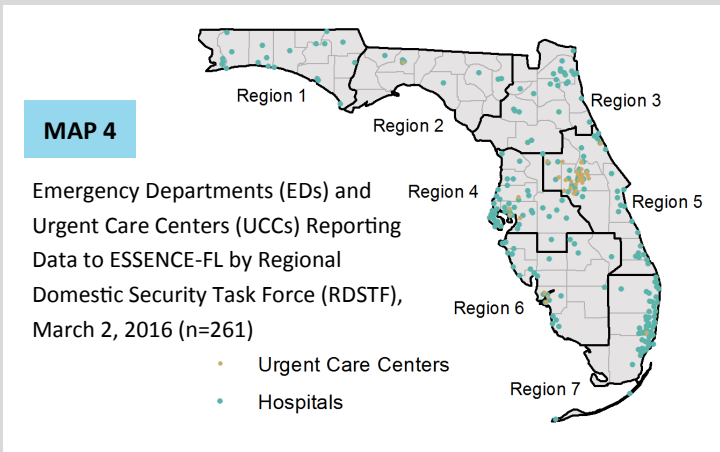 MAP 4
Emergency Departments (EDs) and
Urgent Care Centers (UCCs) Reporting
Data to ESSENCE-FL by Regional
Domestic Security Task Force (RDSTF),
March 2, 2016 (n=261)
Urgent Care Centers
Hospitals
Region 1
Region 2
Region 3
Region 4
Region 5
Region 6
Region 7